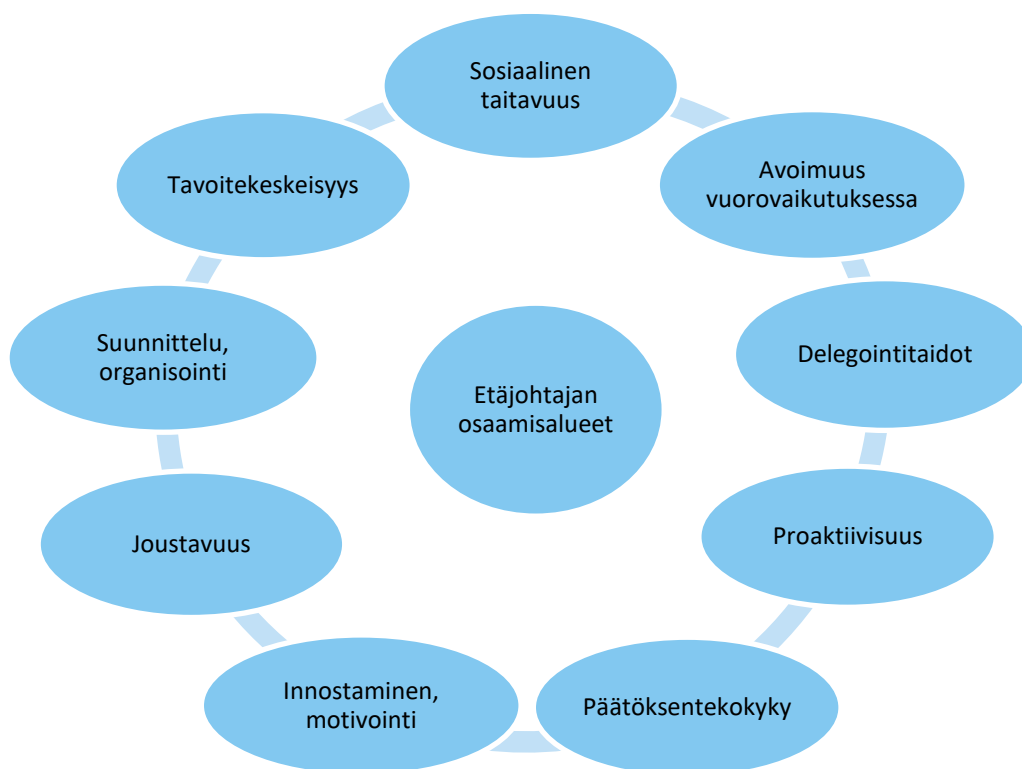 Sosiaalinen
taitavuus
Avoimuus
vuorovaikutuksessa
Delegointitaidot
Proaktiivisuus
Päätöksentekokyky
Innostaminen,
motivointi
Joustavuus
Suunnittelu,
organisointi
Tavoitekeskeisyys
Etäjohtajan
osaamisalueet